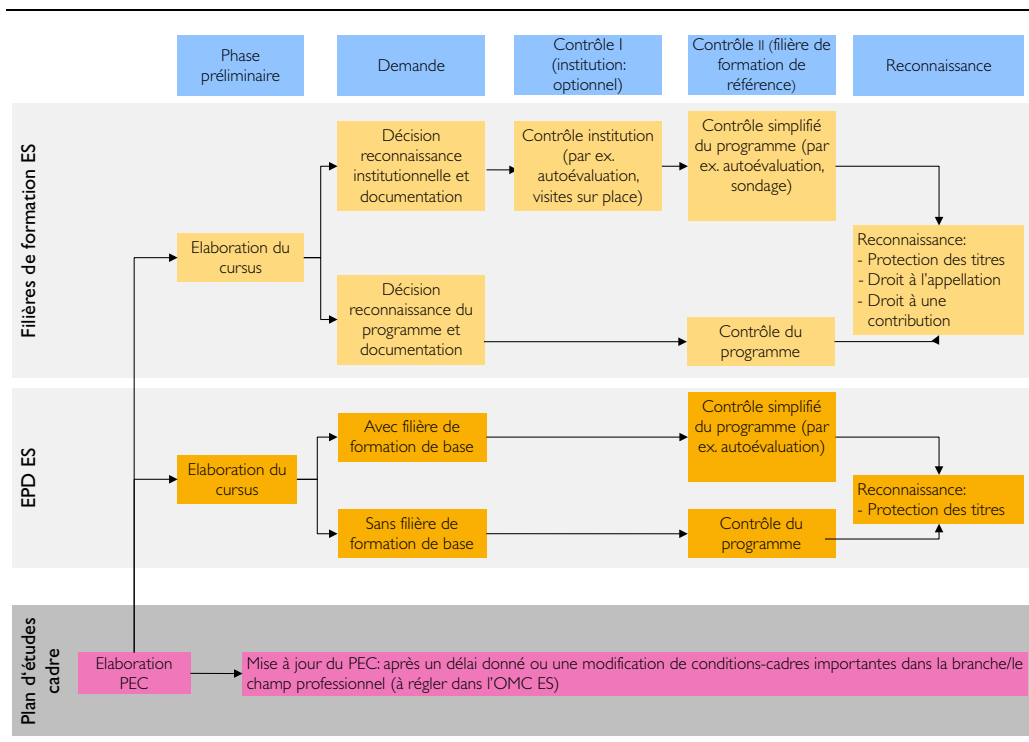 Phase
préliminaire
Demande
Contrôle I
(institution:
optionnel)
Contrôle II (filière de
formation de
référence)
Reconnaissance
Filières de formation ES
Elaboration du
cursus
Décision
reconnaissance
institutionnelle et
documentation
Contrôle institution
(par ex.
autoévaluation,
visites sur place)
Contrôle simplifié
du programme (par
ex. autoévaluation,
sondage)
Décision
reconnaissance du
programme et
documentation
Contrôle du
programme
Reconnaissance:
- Protection des titres
- Droit à l'appellation
- Droit à une
contribution
EPD ES
Elaboration du
cursus
Avec filière de
formation de base
Contrôle simplifié
du programme (par
ex. autoévaluation)
Sans filière de
formation de base
Contrôle du
programme
Reconnaissance:
- Protection des titres
Plan d'études
cadre
Elaboration
PEC
Mise à jour du PEC: après un délai donné ou une modification de conditions-cadres importantes dans la branche/le
champ professionnel (à régler dans l'OMC ES)